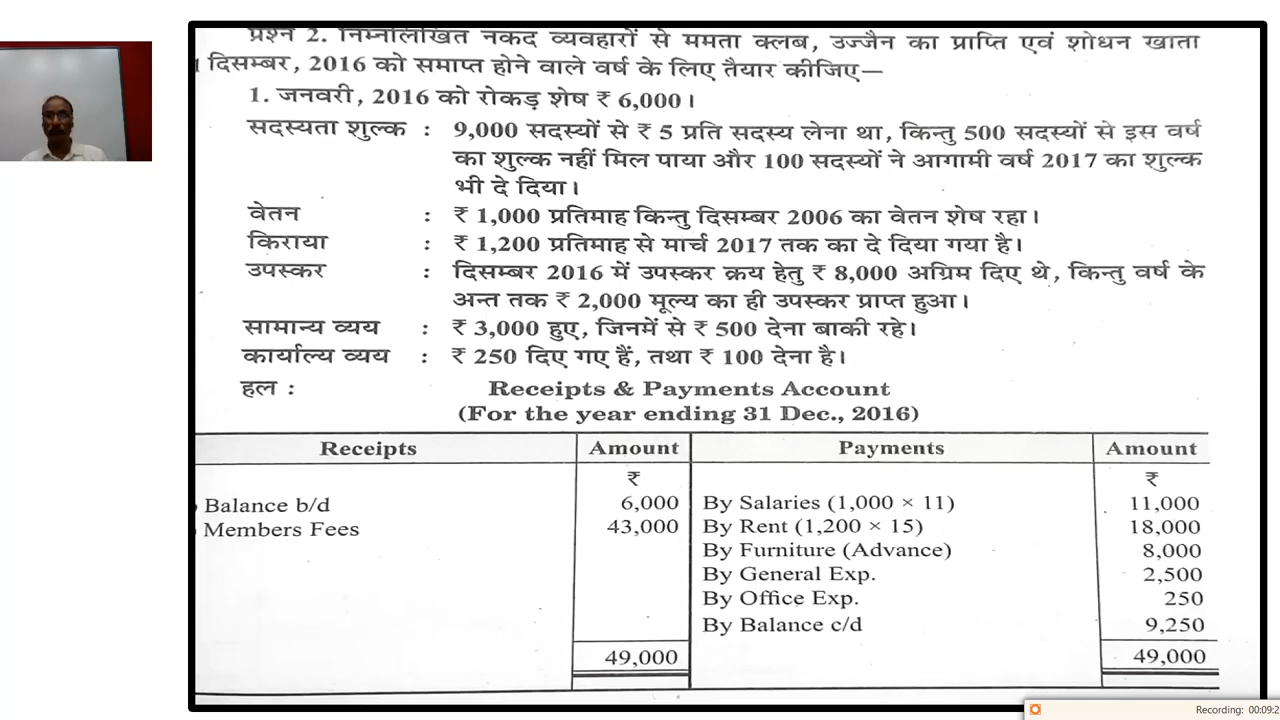 प्रश्न 2. निम्नलिखित नकद व्यवहारों से ममता क्लब, उज्जैन का प्राप्ति एवं शोधन खाता
दिसम्बर, 2016 को समाप्त होने वाले वर्ष के लिए तैयार कीजिए—
1. जनवरी, 2016 को रोकड़ शेष ₹ 6,000।
सदस्यता शुल्क : 9,000 सदस्यों से ₹ 5 प्रति सदस्य लेना था, किन्तु 500 सदस्यों से इस वर्ष
का शुल्क नहीं मिल पाया और 100 सदस्यों ने आगामी वर्ष 2017 का शुल्क
भी दे दिया।
वेतन : ₹ 1,000 प्रतिमाह किन्तु दिसम्बर 2006 का वेतन शेष रहा।
किराया : ₹ 1,200 प्रतिमाह से मार्च 2017 तक का दे दिया गया है।
उपस्कर : दिसम्बर 2016 में उपस्कर क्रय हेतु ₹ 8,000 अग्रिम दिए थे, किन्तु वर्ष के
अन्त तक ₹ 2,000 मूल्य का ही उपस्कर प्राप्त हुआ।
सामान्य व्यय : ₹ 3,000 हुए, जिनमें से ₹ 500 देना बाकी रहे।
कार्याल्य व्यय : ₹ 250 दिए गए हैं, तथा ₹ 100 देना है।
हल : Receipts & Payments Account
(For the year ending 31 Dec., 2016)
Receipts Amount Payments Amount
₹ ₹
Balance b/d 6,000 By Salaries (1,000 × 11) 11,000
Members Fees 43,000 By Rent (1,200 × 15) 18,000
By Furniture (Advance) 8,000
By General Exp. 2,500
By Office Exp. 250
By Balance c/d 9,250
49,000 49,000
Recording: 00:09:2